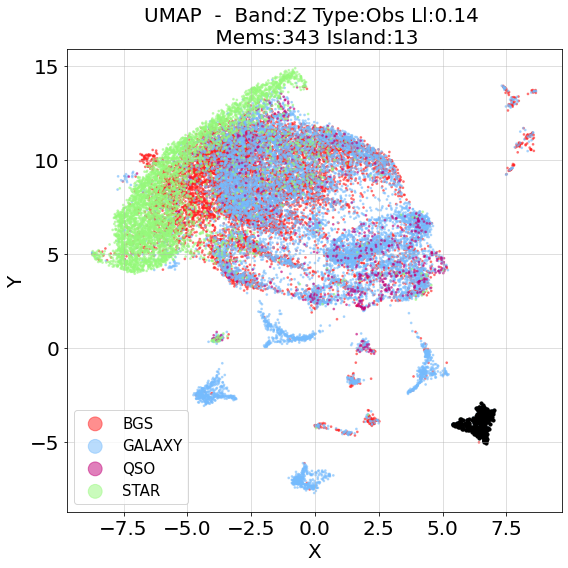 UMAP  -  Band:Z Type:Obs Ll:0.14
Mems:343 Island:13
15
10
5
0
−5
Y
BGS
GALAXY
QSO
STAR
−7.5 −5.0 −2.5 0.0 2.5 5.0 7.5
X